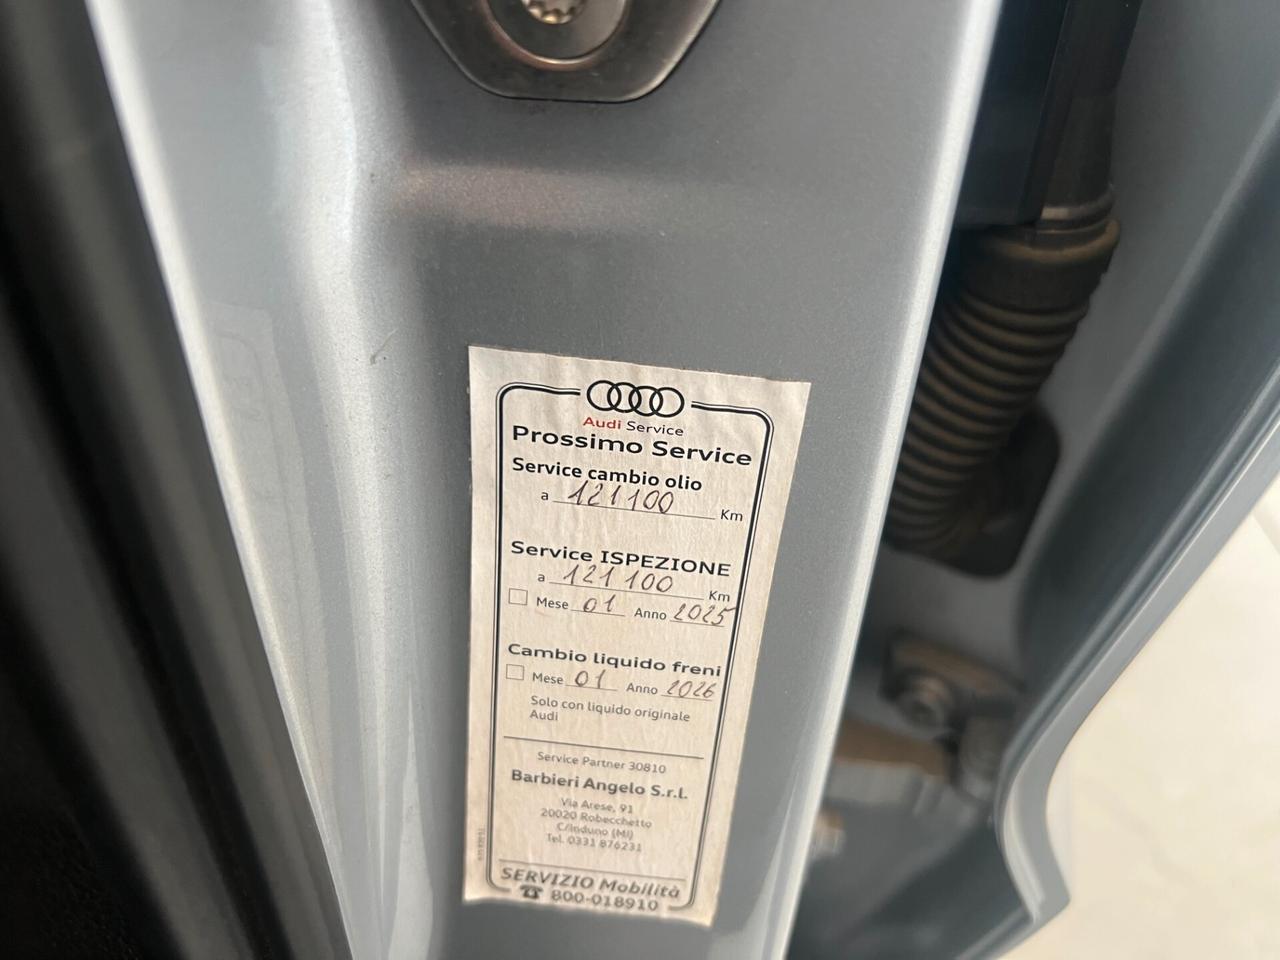 Audi Service
Prossimo Service
Service cambio olio
a 121100 Km
Service ISPEZIONE
a 121100 Km
Mese 01 Anno 2025
Cambio liquido freni
Mese 01 Anno 2026
Solo con liquido originale
Audi
Service Partner 30810
Barbieri Angelo S.r.l.
Via Arese, 91
20020 Robecchetto
C/Induno (MI)
Tel. 0331 876231
SERVIZIO Mobilità
☎ 800-018910